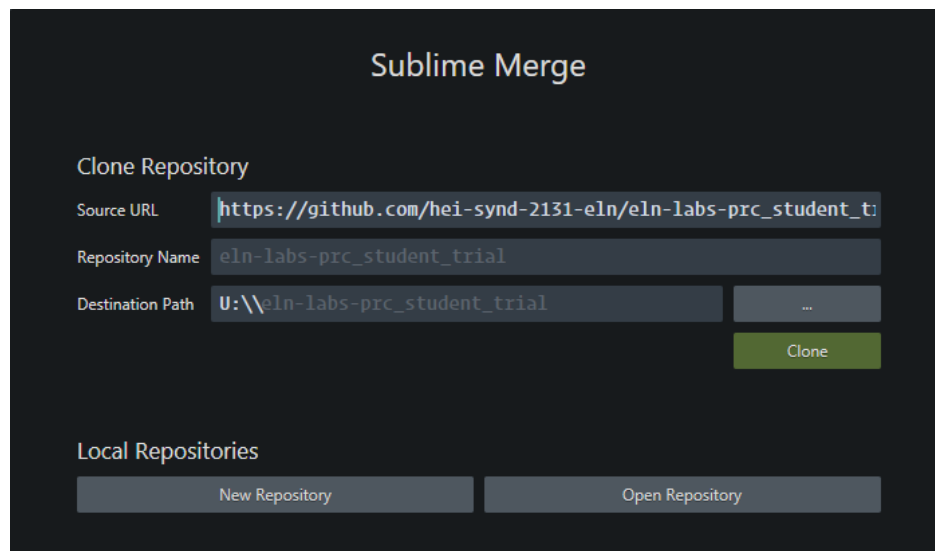 Sublime Merge
Clone Repository
Source URL https://github.com/hei-synd-2131-eln/eln-labs-prc_student_t
Repository Name eln-labs-prc_student_trial
Destination Path U:\\eln-labs-prc_student_trial ...
Clone
Local Repositories
New Repository Open Repository